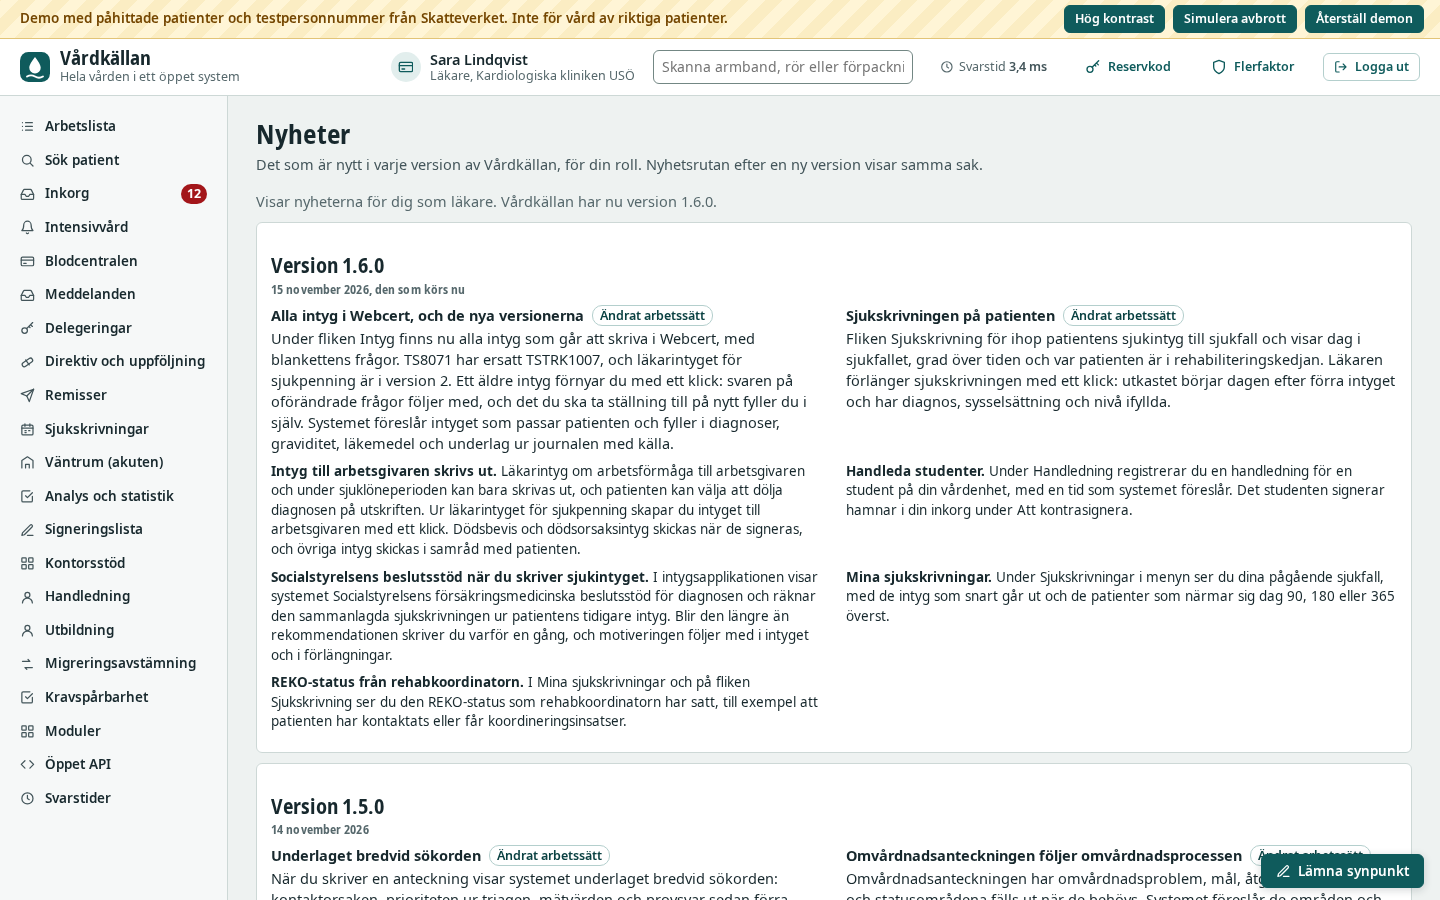 Demo med påhittade patienter och testpersonnummer från Skatteverket. Inte för vård av riktiga patienter.
Hög kontrast
Simulera avbrott
Återställ demon
Vårdkällan
Hela vården i ett öppet system
Sara Lindqvist
Läkare, Kardiologiska kliniken USÖ
Skanna armband, rör eller förpackni
Svarstid 3,4 ms
Reservkod
Flerfaktor
Logga ut
Arbetslista
Sök patient
Inkorg 12
Intensivvård
Blodcentralen
Meddelanden
Delegeringar
Direktiv och uppföljning
Remisser
Sjukskrivningar
Väntrum (akuten)
Analys och statistik
Signeringslista
Kontorsstöd
Handledning
Utbildning
Migreringsavstämning
Kravspårbarhet
Moduler
Öppet API
Svarstider
Nyheter
Det som är nytt i varje version av Vårdkällan, för din roll. Nyhetsrutan efter en ny version visar samma sak.
Visar nyheterna för dig som läkare. Vårdkällan har nu version 1.6.0.
Version 1.6.0
15 november 2026, den som körs nu
Alla intyg i Webcert, och de nya versionerna Ändrat arbetssätt
Under fliken Intyg finns nu alla intyg som går att skriva i Webcert, med
blankettens frågor. TS8071 har ersatt TSTRK1007, och läkarintyget för
sjukpenning är i version 2. Ett äldre intyg förnyar du med ett klick: svaren på
oförändrade frågor följer med, och det du ska ta ställning till på nytt fyller du i
själv. Systemet föreslår intyget som passar patienten och fyller i diagnoser,
graviditet, läkemedel och underlag ur journalen med källa.
Sjukskrivningen på patienten Ändrat arbetssätt
Fliken Sjukskrivning för ihop patientens sjukintyg till sjukfall och visar dag i
sjukfallet, grad över tiden och var patienten är i rehabiliteringskedjan. Läkaren
förlänger sjukskrivningen med ett klick: utkastet börjar dagen efter förra intyget
och har diagnos, sysselsättning och nivå ifyllda.
Intyg till arbetsgivaren skrivs ut. Läkarintyg om arbetsförmåga till arbetsgivaren
och under sjuklöneperioden kan bara skrivas ut, och patienten kan välja att dölja
diagnosen på utskriften. Ur läkarintyget för sjukpenning skapar du intyget till
arbetsgivaren med ett klick. Dödsbevis och dödsorsaksintyg skickas när de signeras,
och övriga intyg skickas i samråd med patienten.
Handleda studenter. Under Handledning registrerar du en handledning för en
student på din vårdenhet, med en tid som systemet föreslår. Det studenten signerar
hamnar i din inkorg under Att kontrasignera.
Socialstyrelsens beslutsstöd när du skriver sjukintyget. I intygsapplikationen visar
systemet Socialstyrelsens försäkringsmedicinska beslutsstöd för diagnosen och räknar
den sammanlagda sjukskrivningen ur patientens tidigare intyg. Blir den längre än
rekommendationen skriver du varför en gång, och motiveringen följer med i intyget
och i förlängningar.
Mina sjukskrivningar. Under Sjukskrivningar i menyn ser du dina pågående sjukfall,
med de intyg som snart går ut och de patienter som närmar sig dag 90, 180 eller 365
överst.
REKO-status från rehabkoordinatorn. I Mina sjukskrivningar och på fliken
Sjukskrivning ser du den REKO-status som rehabkoordinatorn har satt, till exempel att
patienten har kontaktats eller får koordineringsinsatser.
Version 1.5.0
14 november 2026
Underlaget bredvid sökorden Ändrat arbetssätt
När du skriver en anteckning visar systemet underlaget bredvid sökorden:
kontaktorsaken, prioriteten ur triagen, mätvärden och provsvar sedan förra
Omvårdnadsanteckningen följer omvårdnadsprocessen
Omvårdnadsanteckningen har omvårdnadsproblem, mål,
och statusområdena fälls ut när de behövs. Systemet föreslår de områden och
Lämna synpunkt